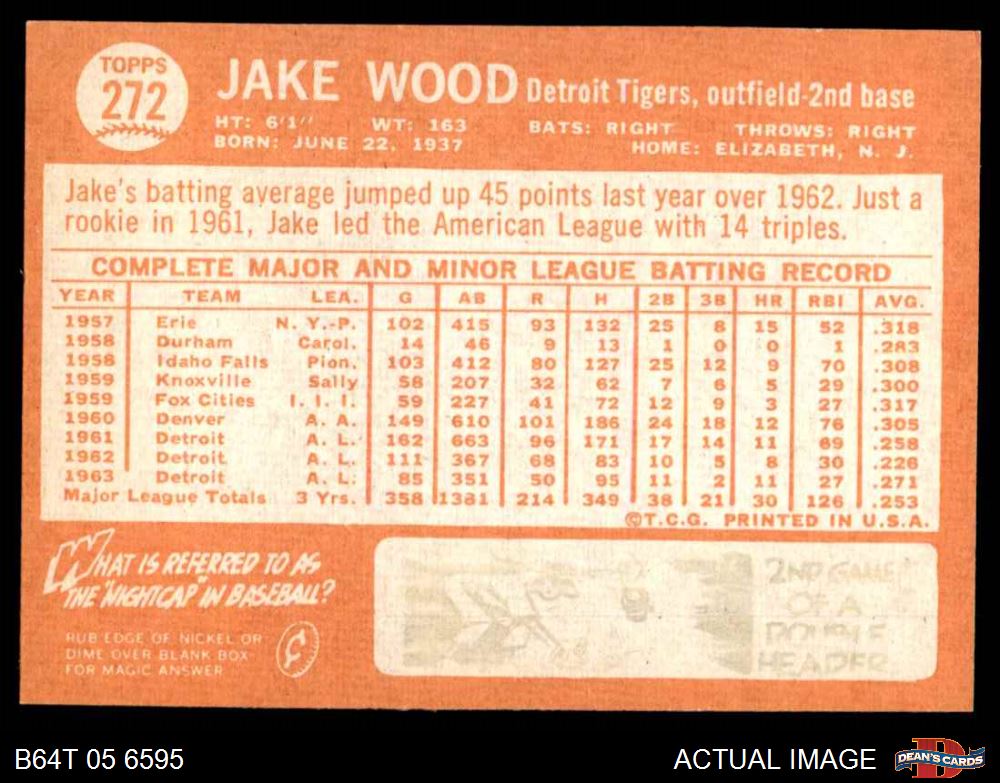 TOPPS
272
JAKE WOOD Detroit Tigers, outfield-2nd base
HT: 6'1" WT: 163 BATS: RIGHT THROWS: RIGHT
BORN: JUNE 22, 1937 HOME: ELIZABETH, N. J.
Jake's batting average jumped up 45 points last year over 1962. Just a
rookie in 1961, Jake led the American League with 14 triples.
COMPLETE MAJOR AND MINOR LEAGUE BATTING RECORD
YEAR TEAM LEA. G AB R H 2B 3B HR RBI AVG.
1957 Erie N. Y.-P. 102 415 93 132 25 8 15 52 .318
1958 Durham Carol. 14 46 9 13 1 0 0 1 .283
1958 Idaho Falls Pion. 103 412 80 127 25 12 9 70 .308
1959 Knoxville Sally 58 207 32 62 7 6 5 29 .300
1959 Fox Cities I. I. I. 59 227 41 72 12 9 3 27 .317
1960 Denver A. A. 149 610 101 186 24 18 12 76 .305
1961 Detroit A. L. 162 663 96 171 17 14 11 69 .258
1962 Detroit A. L. 111 367 68 83 10 5 8 30 .226
1963 Detroit A. L. 85 351 50 95 11 2 11 27 .271
Major League Totals 3 Yrs. 358 1381 214 349 38 21 30 126 .253
©T.C.G. PRINTED IN U.S.A.
WHAT IS REFERRED TO AS
THE "NIGHTCAP" IN BASEBALL?
RUB EDGE OF NICKEL OR
DIME OVER BLANK BOX
FOR MAGIC ANSWER
¢
2ND GAME
OF A
DOUBLE
HEADER
B64T 05 6595
ACTUAL IMAGE
D
DEAN'S CARDS